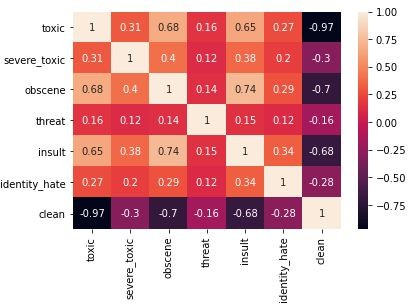 toxic 1 0.31 0.68 0.16 0.65 0.27 -0.97
severe_toxic 0.31 1 0.4 0.12 0.38 0.2 -0.3
obscene 0.68 0.4 1 0.14 0.74 0.29 -0.7
threat 0.16 0.12 0.14 1 0.15 0.12 -0.16
insult 0.65 0.38 0.74 0.15 1 0.34 -0.68
identity_hate 0.27 0.2 0.29 0.12 0.34 1 -0.28
clean -0.97 -0.3 -0.7 -0.16 -0.68 -0.28 1
toxic
severe_toxic
obscene
threat
insult
identity_hate
clean
1.00
0.75
0.50
0.25
0.00
-0.25
-0.50
-0.75